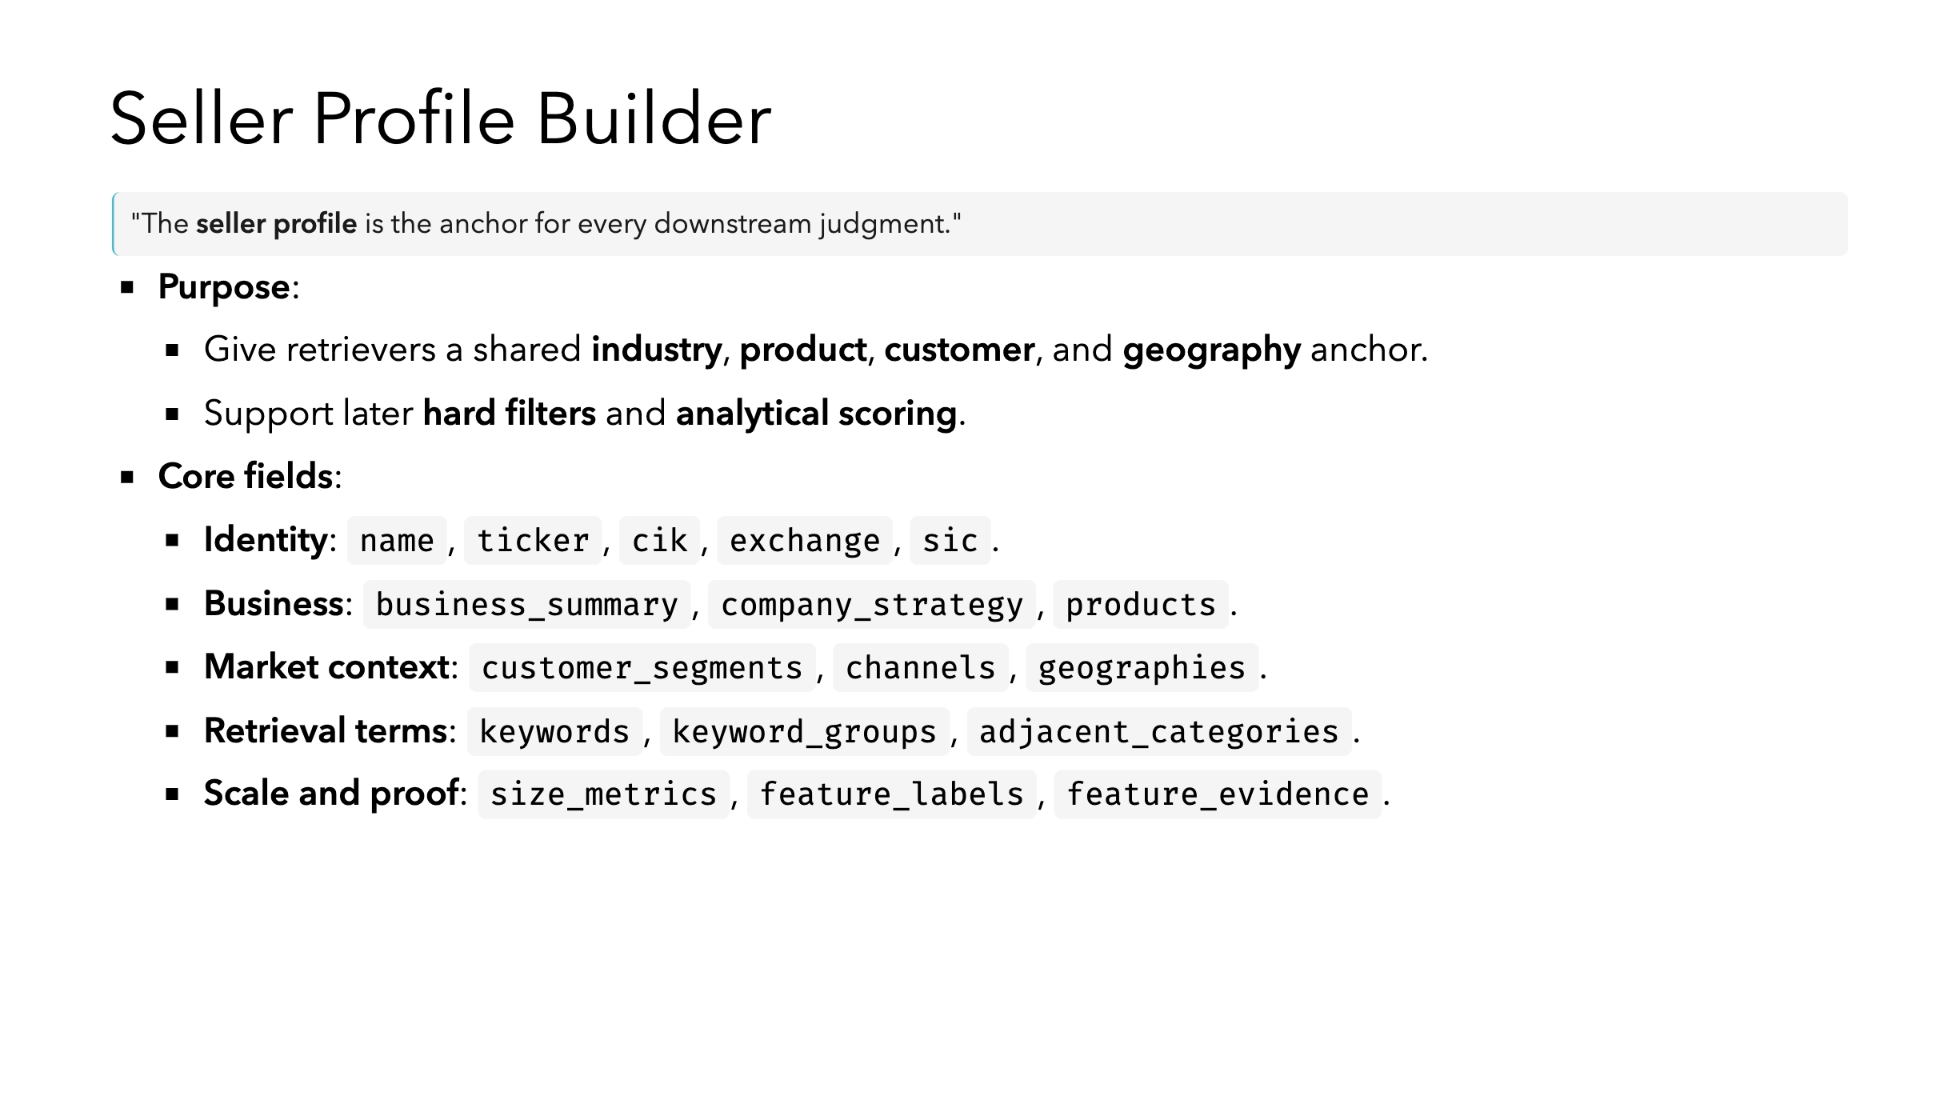 Seller Profile Builder
"The seller profile is the anchor for every downstream judgment."
▪ Purpose:
▪ Give retrievers a shared industry, product, customer, and geography anchor.
▪ Support later hard filters and analytical scoring.
▪ Core fields:
▪ Identity: name, ticker, cik, exchange, sic.
▪ Business: business_summary, company_strategy, products.
▪ Market context: customer_segments, channels, geographies.
▪ Retrieval terms: keywords, keyword_groups, adjacent_categories.
▪ Scale and proof: size_metrics, feature_labels, feature_evidence.